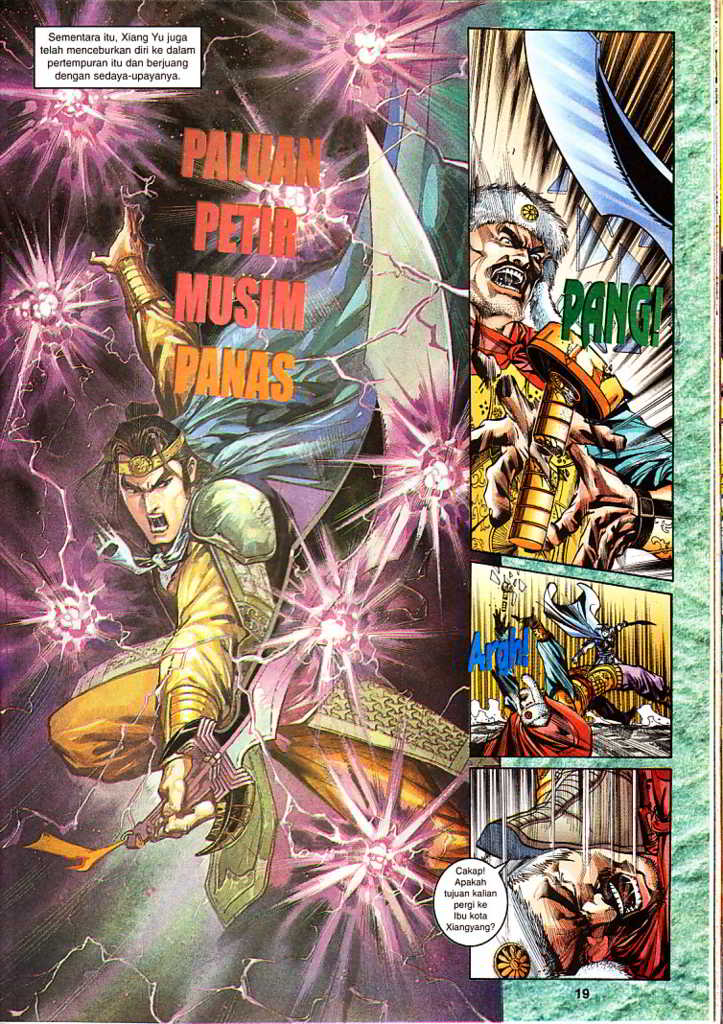 Sementara itu, Xiang Yu juga
telah menceburkan diri ke dalam
pertempuran itu dan berjuang
dengan sedaya-upayanya.
PALUAN
PETIR
MUSIM
PANAS
PANG!
Argh!
Cakap!
Apakah
tujuan kalian
pergi ke
Ibu kota
Xiangyang?
19